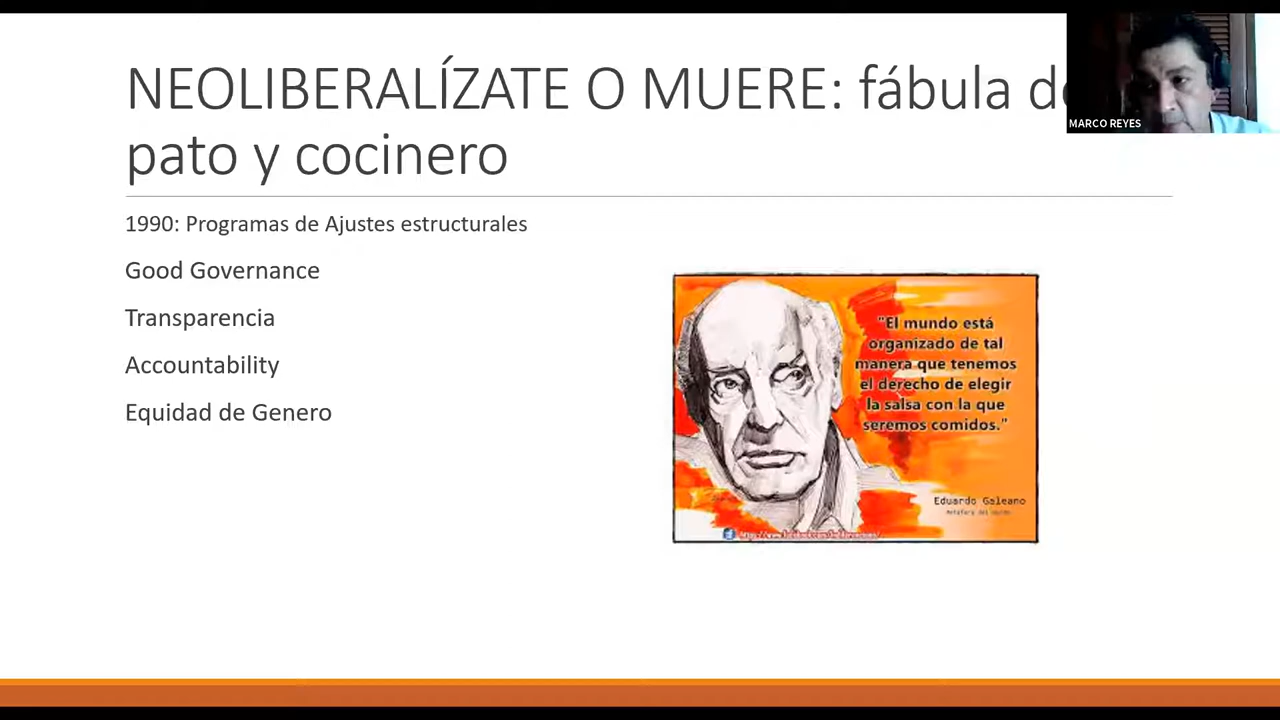 NEOLIBERALÍZATE O MUERE: fábula
pato y cocinero
MARCO REYES
1990: Programas de Ajustes estructurales
Good Governance
Transparencia
Accountability
Equidad de Genero
"El mundo está
organizado de tal
manera que tenemos
el derecho de elegir
la salsa con la que
seremos comidos."
Eduardo Galeano